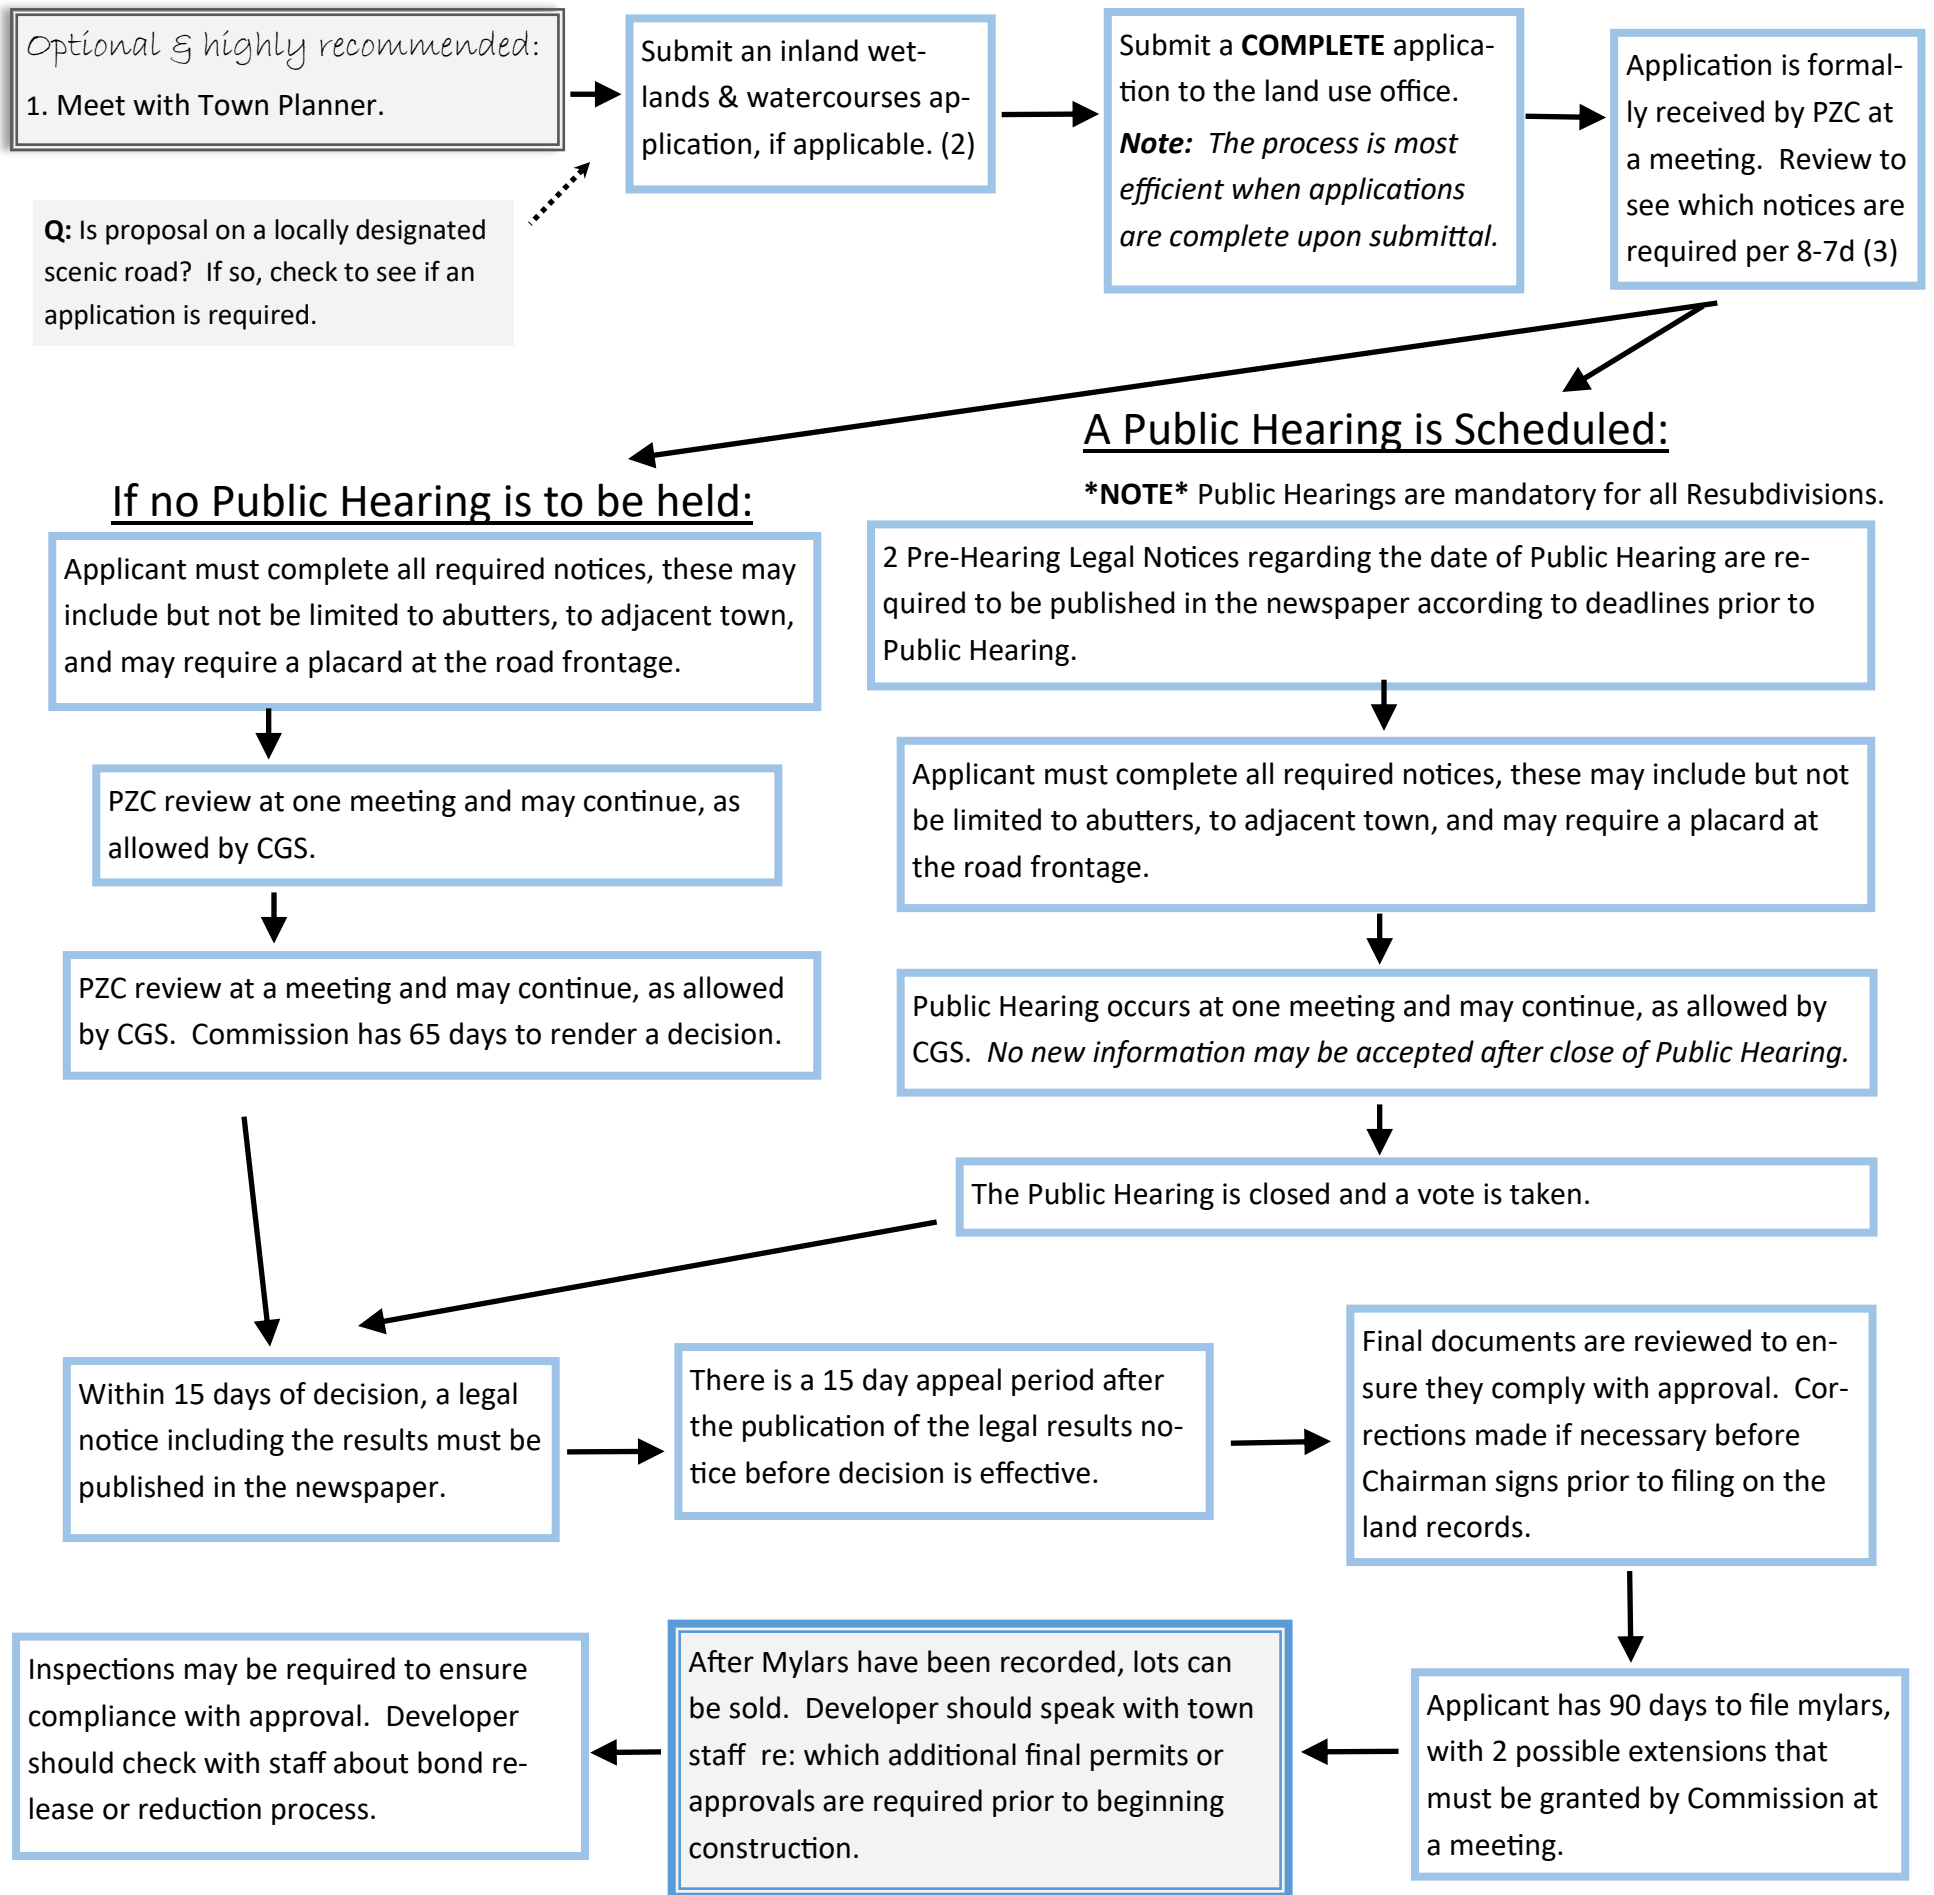 Optional & highly recommended:
1. Meet with Town Planner.
Submit an inland wet-
lands & watercourses ap-
plication, if applicable. (2)
Submit a COMPLETE applica-
tion to the land use office.
Note:  The process is most
efficient when applications
are complete upon submittal.
Application is formal-
ly received by PZC at
a meeting.  Review to
see which notices are
required per 8-7d (3)
Q: Is proposal on a locally designated
scenic road?  If so, check to see if an
application is required.
If no Public Hearing is to be held:
Applicant must complete all required notices, these may
include but not be limited to abutters, to adjacent town,
and may require a placard at the road frontage.
PZC review at one meeting and may continue, as
allowed by CGS.
PZC review at a meeting and may continue, as allowed
by CGS.  Commission has 65 days to render a decision.
A Public Hearing is Scheduled:
*NOTE* Public Hearings are mandatory for all Resubdivisions.
2 Pre-Hearing Legal Notices regarding the date of Public Hearing are re-
quired to be published in the newspaper according to deadlines prior to
Public Hearing.
Applicant must complete all required notices, these may include but not
be limited to abutters, to adjacent town, and may require a placard at
the road frontage.
Public Hearing occurs at one meeting and may continue, as allowed by
CGS.  No new information may be accepted after close of Public Hearing.
The Public Hearing is closed and a vote is taken.
Within 15 days of decision, a legal
notice including the results must be
published in the newspaper.
There is a 15 day appeal period after
the publication of the legal results no-
tice before decision is effective.
Final documents are reviewed to en-
sure they comply with approval.  Cor-
rections made if necessary before
Chairman signs prior to filing on the
land records.
Applicant has 90 days to file mylars,
with 2 possible extensions that
must be granted by Commission at
a meeting.
After Mylars have been recorded, lots can
be sold.  Developer should speak with town
staff  re: which additional final permits or
approvals are required prior to beginning
construction.
Inspections may be required to ensure
compliance with approval.  Developer
should check with staff about bond re-
lease or reduction process.